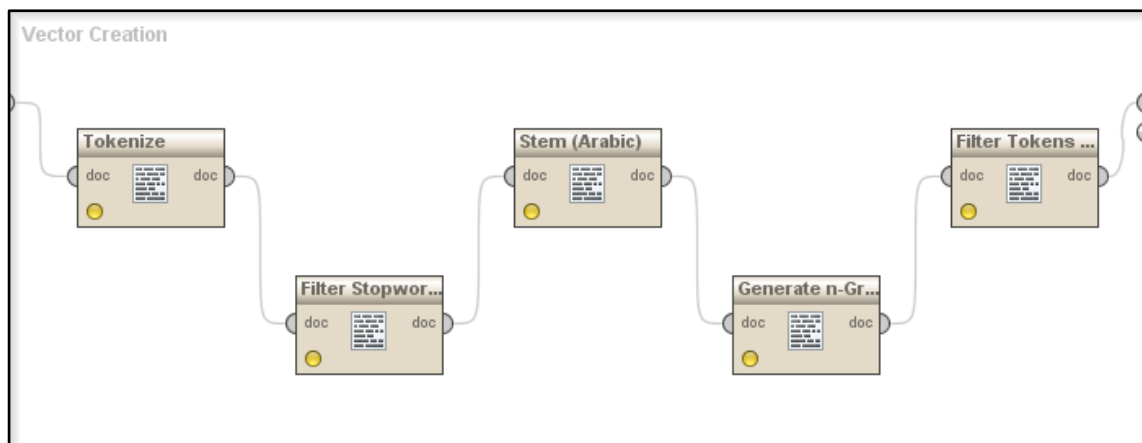 Vector Creation
Tokenize
doc doc
Filter Stopwor...
doc doc
Stem (Arabic)
doc doc
Generate n-Gr...
doc doc
Filter Tokens ...
doc doc